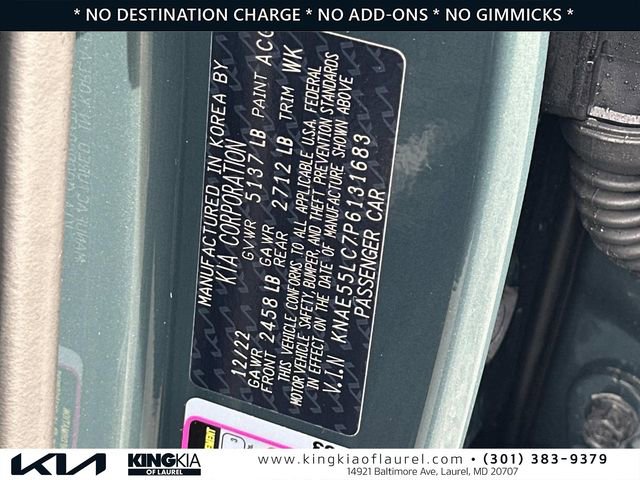 * NO DESTINATION CHARGE * NO ADD-ONS * NO GIMMICKS! *
MANUFACTURED IN KOREA BY
KIA CORPORATION
12/22 GVWR 5137 LB PAINT ACG
GAWR GAWR
FRONT 2458 LB REAR 2712 LB TRIM WK
THIS VEHICLE CONFORMS TO ALL APPLICABLE U.S.A. FEDERAL
MOTOR VEHICLE SAFETY, BUMPER, AND THEFT PREVENTION STANDARDS
IN EFFECT ON THE DATE OF MANUFACTURE SHOWN ABOVE
V.I.N KNAE55LC7P6131683
PASSENGER CAR
KIA
KING KIA
OF LAUREL
www.kingkiaoflaurel.com • (301) 383-9379
14921 Baltimore Ave, Laurel, MD 20707